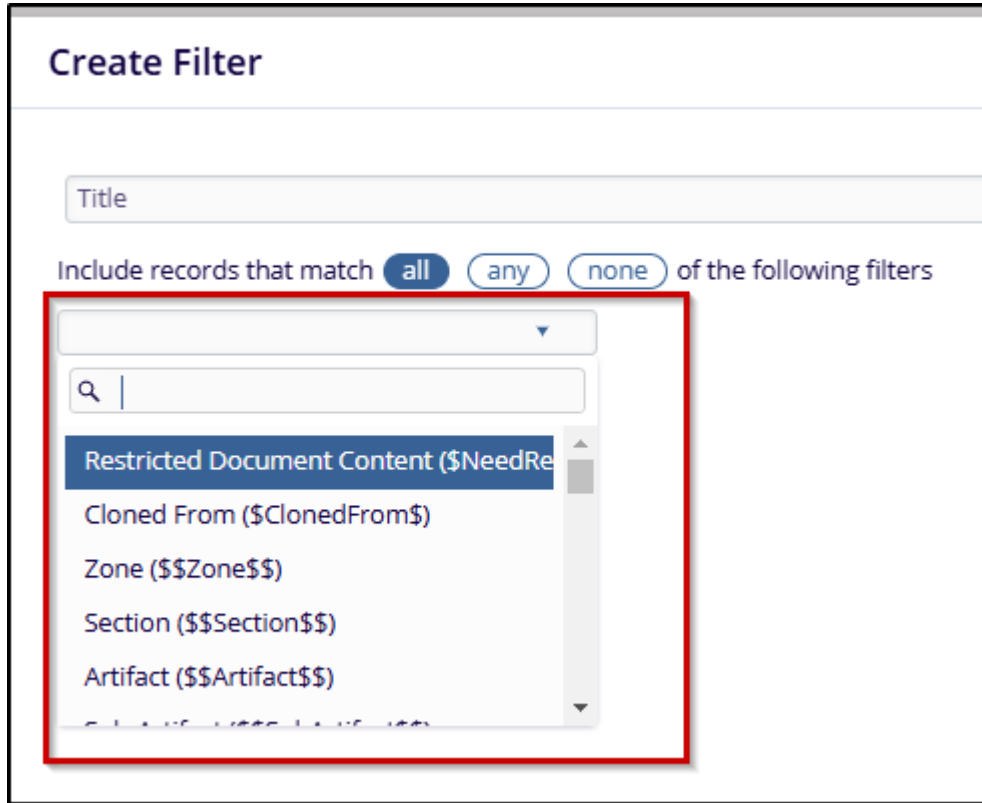 Create Filter
Title
Include records that match all any none of the following filters
Restricted Document Content ($NeedRe
Cloned From ($ClonedFrom$)
Zone ($$Zone$$)
Section ($$Section$$)
Artifact ($$Artifact$$)